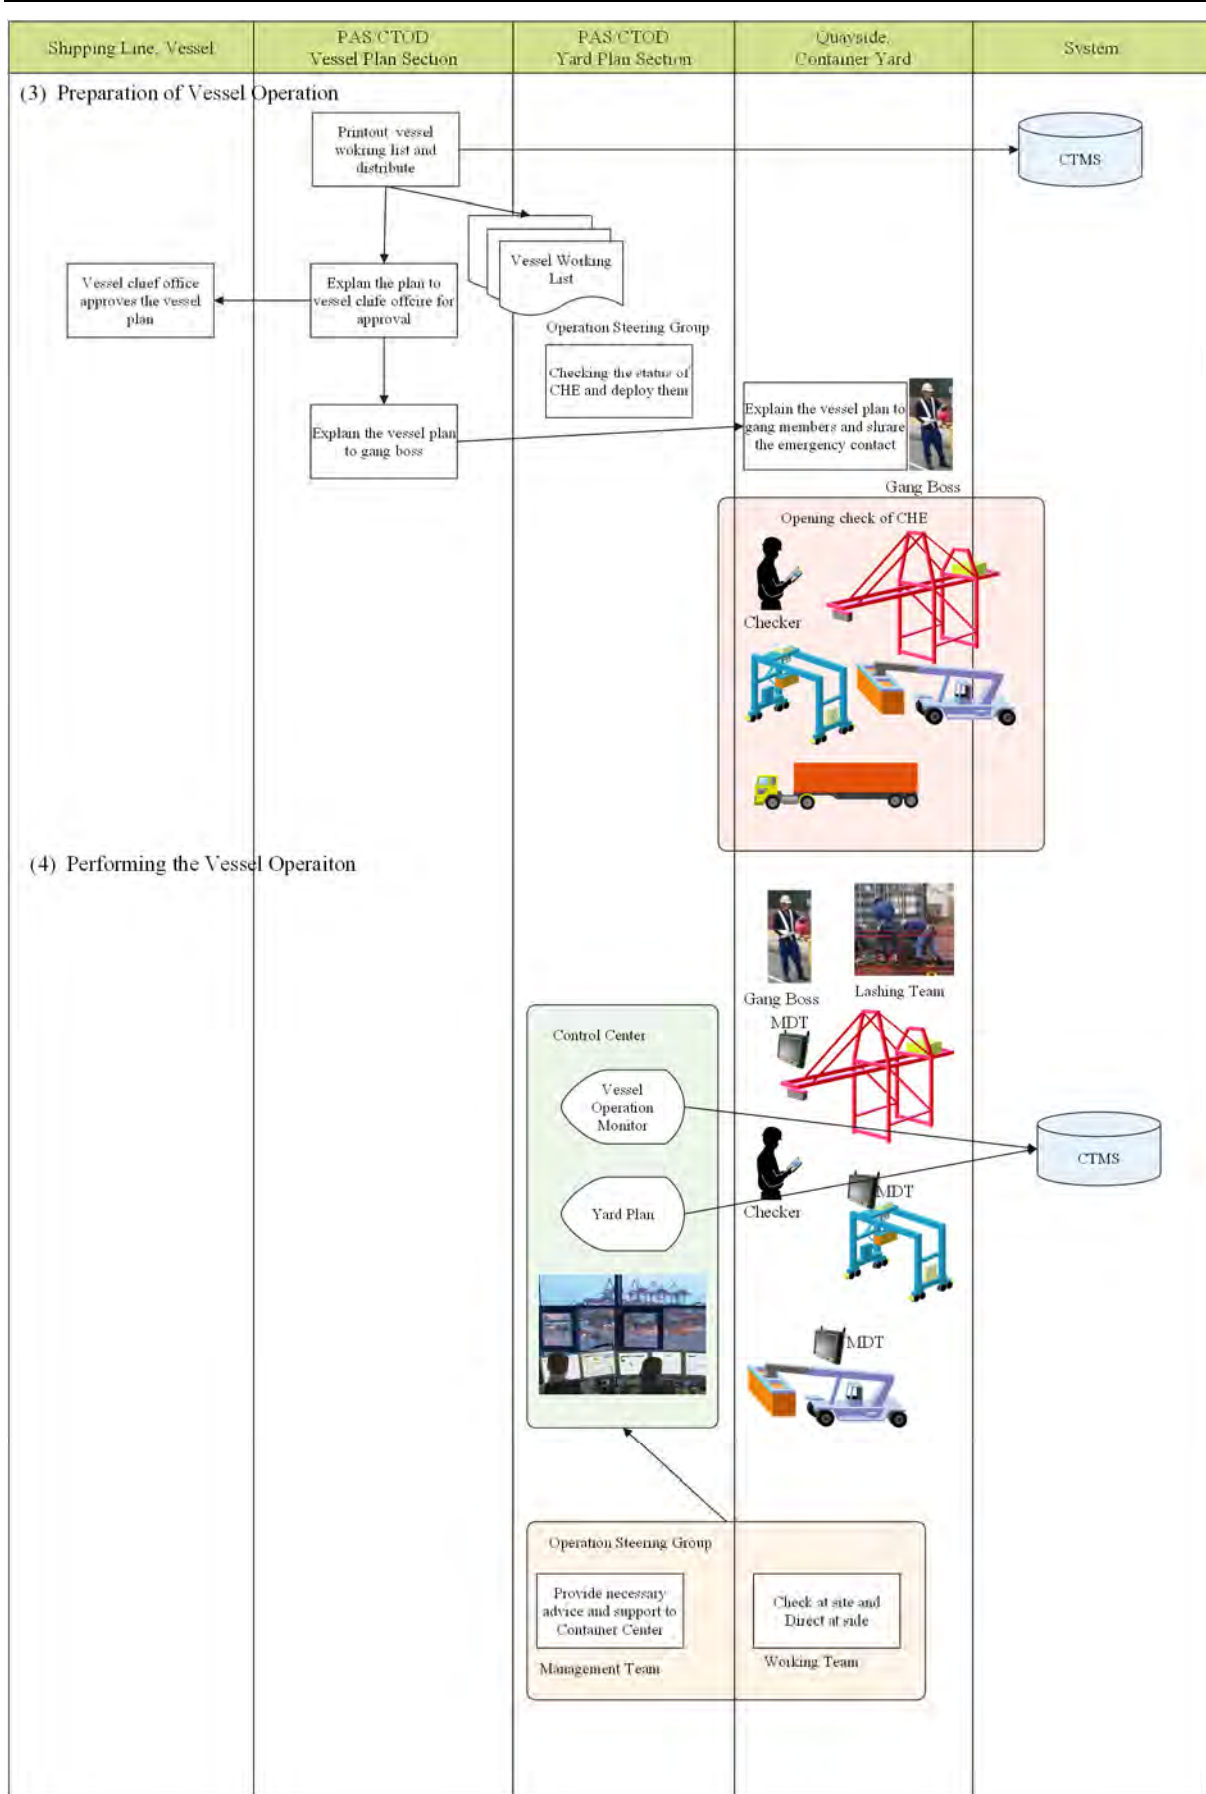 Shipping Line, Vessel
PAS/CTOD
Vessel Plan Section
PAS/CTOD
Yard Plan Section
Quayside,
Container Yard
System
(3) Preparation of Vessel Operation
Printout vessel
wokring list and
distribute
CTMS
Vessel Working
List
Vessel cluef office
approves the vessel
plan
Explan the plan to
vessel clufe offcire for
approval
Operation Steering Group
Checking the status of
CHE and deploy them
Explain the vessel plan
to gang boss
Explain the vessel plan to
gang members and shrare
the emergency contact
Gang Boss
Opening check of CHE
Checker
(4) Performing the Vessel Operaiton
Gang Boss
Lashing Team
MDT
Control Center
Vessel
Operation
Monitor
CTMS
Checker
MDT
Yard Plan
MDT
Operation Steering Group
Provide necessary
advice and support to
Container Center
Check at site and
Direct at side
Management Team
Working Team